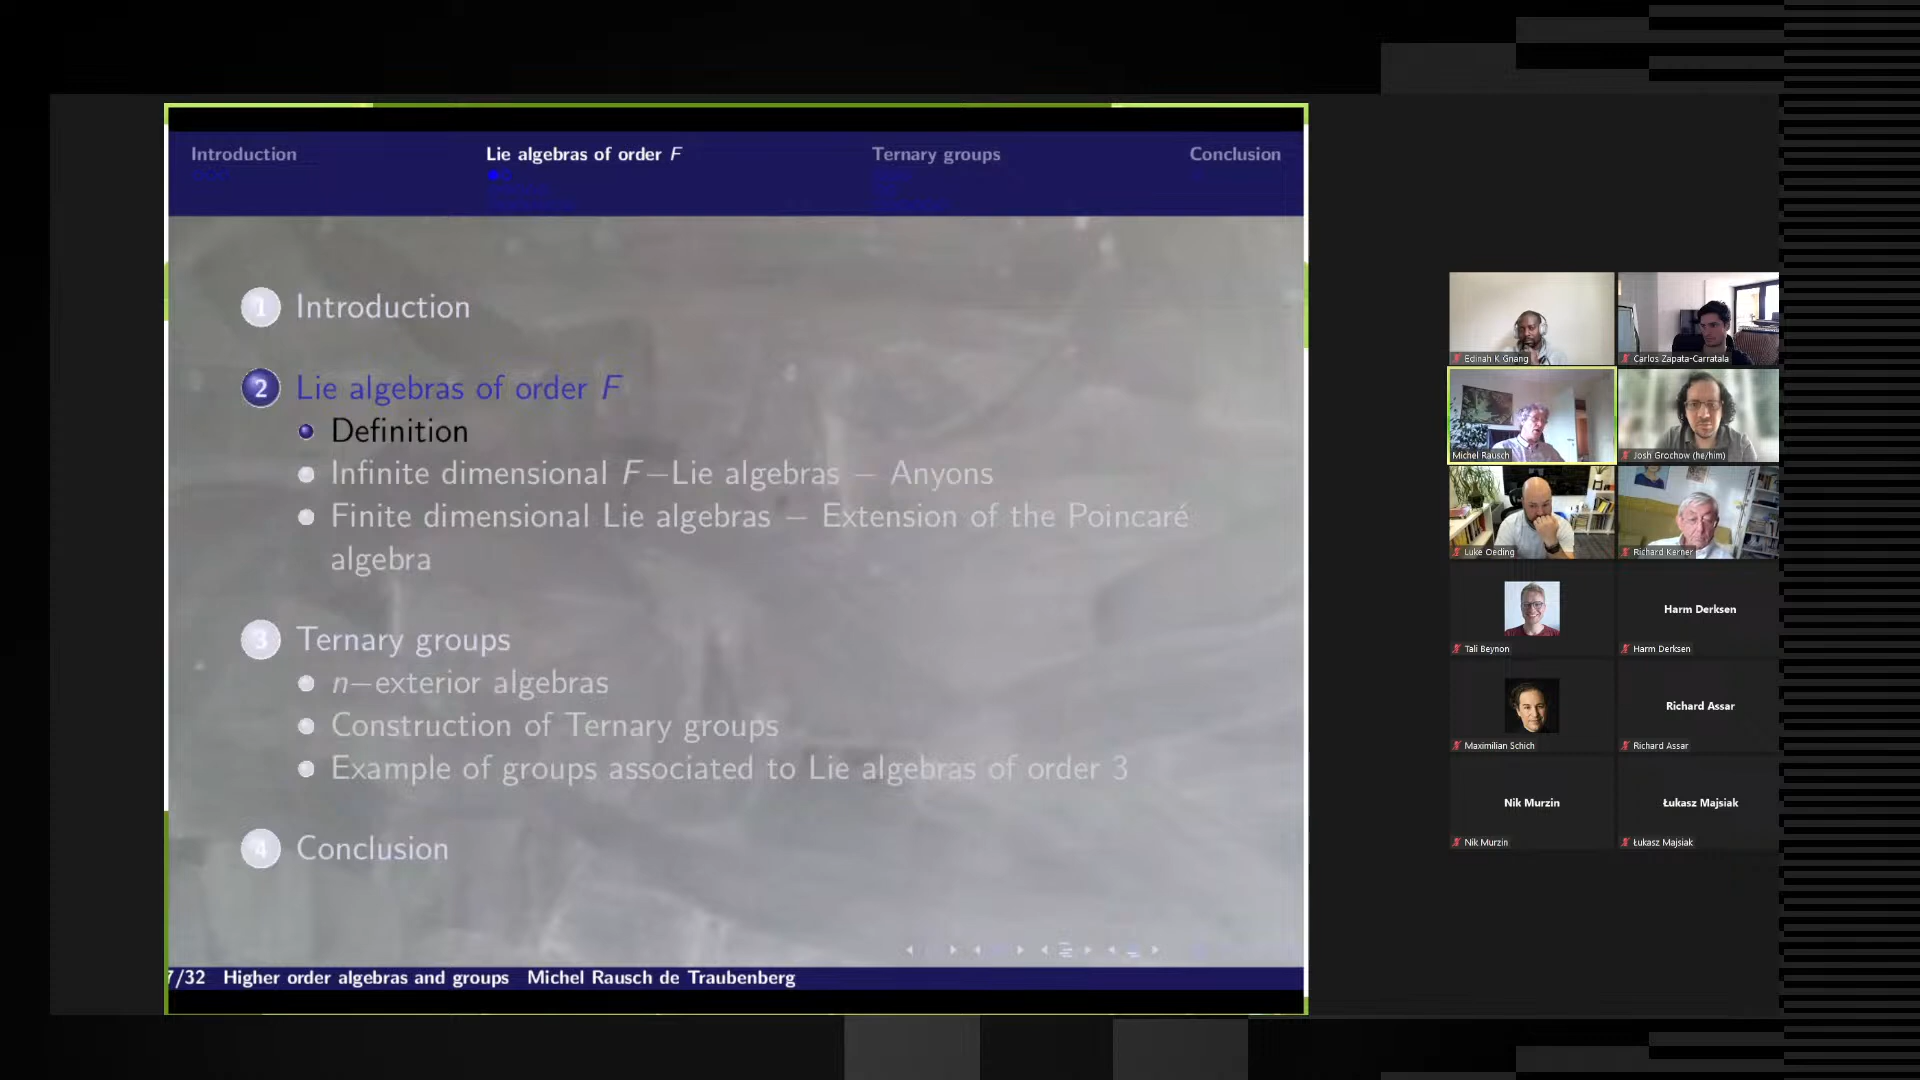 Introduction
Lie algebras of order F
Ternary groups
Conclusion
1 Introduction
2 Lie algebras of order F
Definition
Infinite dimensional F–Lie algebras – Anyons
Finite dimensional Lie algebras – Extension of the Poincaré
algebra
3 Ternary groups
n–exterior algebras
Construction of Ternary groups
Example of groups associated to Lie algebras of order 3
4 Conclusion
7/32 Higher order algebras and groups Michel Rausch de Traubenberg
Edinah K Gnang
Carlos Zapata-Carratala
Michel Rausch
Josh Grochow (he/him)
Luke Oeding
Richard Kerner
Harm Derksen
Tali Beynon
Harm Derksen
Richard Assar
Maximilian Schich
Richard Assar
Nik Murzin
Łukasz Majsiak
Nik Murzin
Łukasz Majsiak